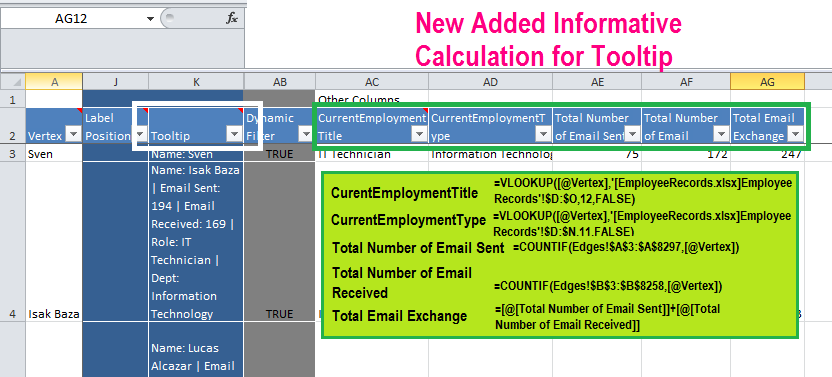 AG12
fx
New Added Informative
Calculation for Tooltip
A J K AB AC AD AE AF AG
1 Other Columns
2 Vertex Label Position Tooltip Dynamic Filter CurrentEmployment Title CurrentEmploymentT ype Total Number of Email Sent Total Number of Email Total Email Exchange
3 Sven Name: Sven TRUE IT Technician Information Technolog 75 172 247
Name: Isak Baza
| Email Sent:
194 | Email
Received: 169 |
Role: IT
Technician |
Dept:
Information
4 Isak Baza Technology TRUE
Name: Lucas
Alcazar | Email
CurentEmploymentTitle =VLOOKUP([@Vertex],'[EmployeeRecords.xlsx]Employee
Records'!$D:$O,12,FALSE)
CurrentEmploymentType =VLOOKUP([@Vertex],'[EmployeeRecords.xlsx]Employee
Records'!$D:$N,11,FALSE)
Total Number of Email Sent =COUNTIF(Edges!$A$3:$A$8297,[@Vertex])
Total Number of Email
Received =COUNTIF(Edges!$B$3:$B$8258,[@Vertex])
Total Email Exchange =[@[Total Number of Email Sent]]+[@[Total
Number of Email Received]]